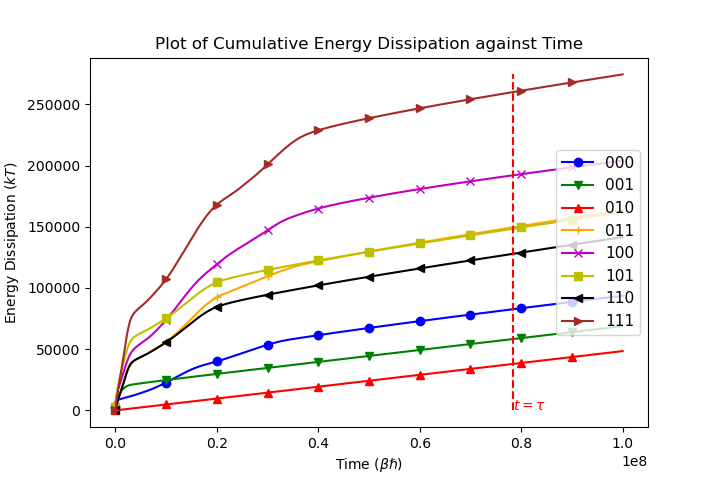 Plot of Cumulative Energy Dissipation against Time
Energy Dissipation (kT)
250000
200000
150000
100000
50000
0
000
001
010
011
100
101
110
111
t = τ
0.0 0.2 0.4 0.6 0.8 1.0
1e8
Time (βℏ)